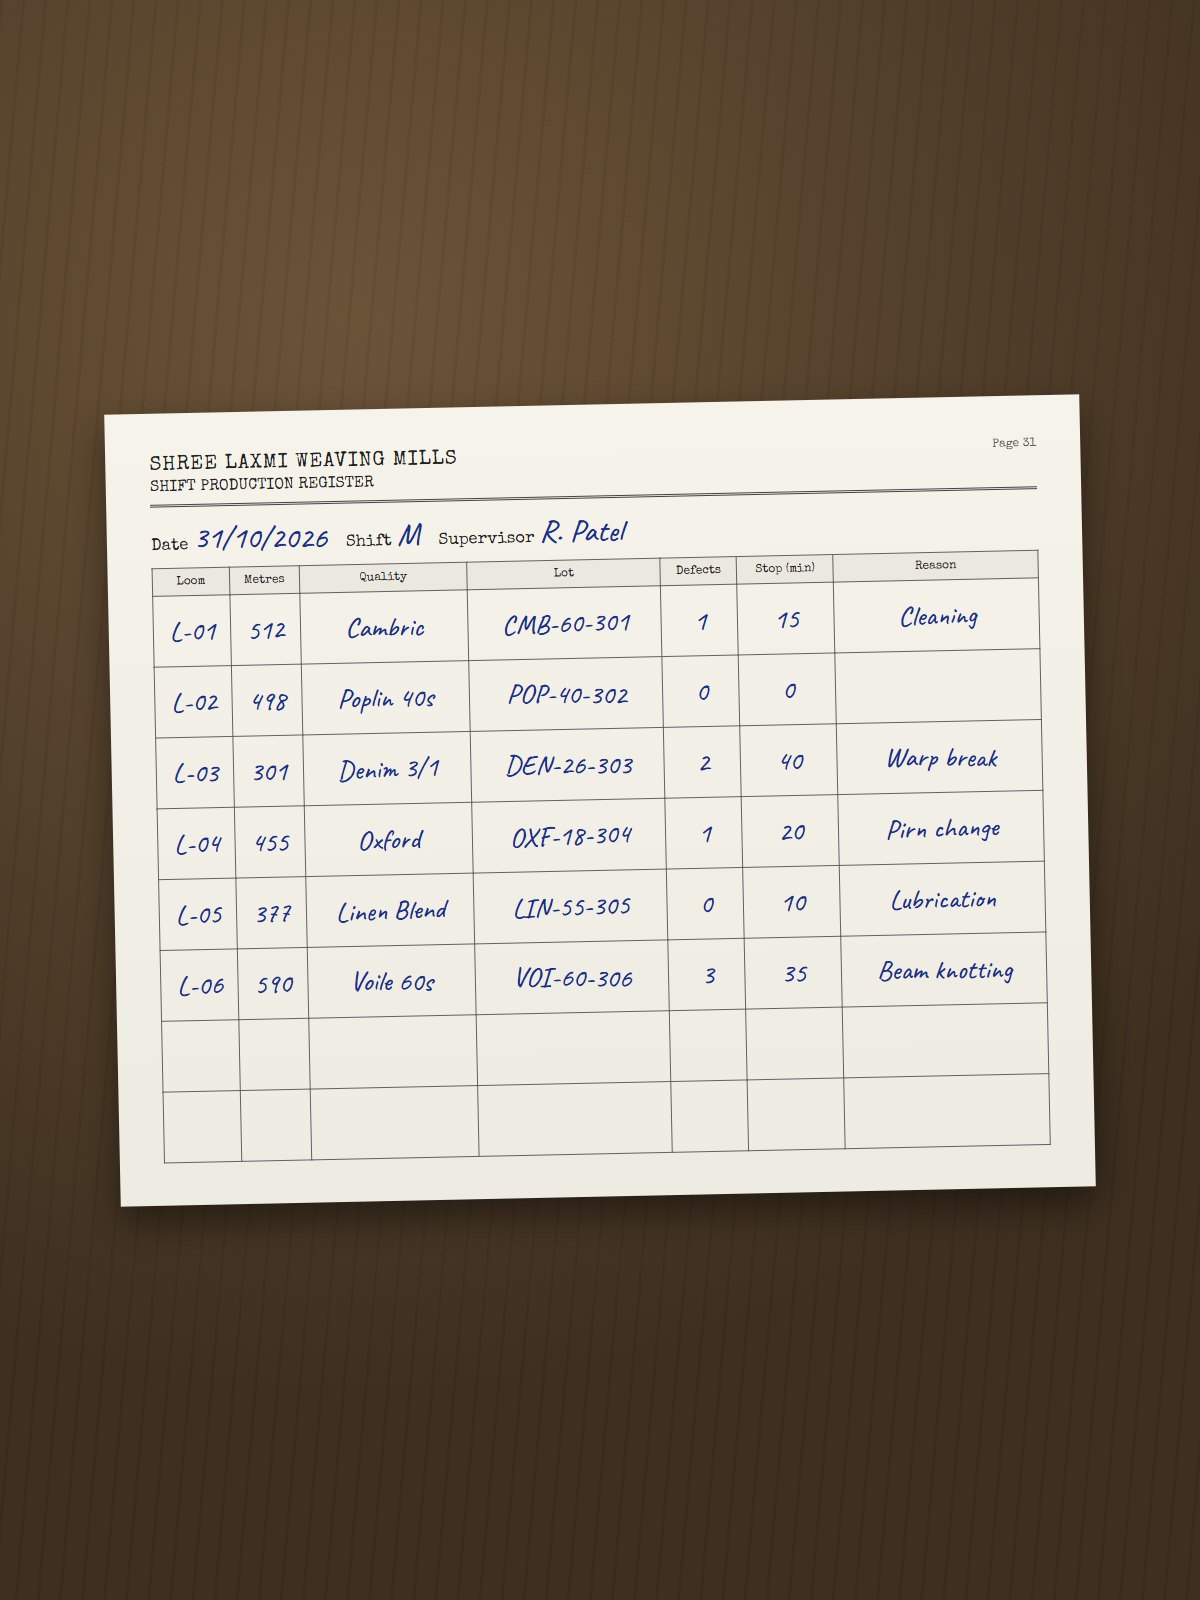 SHREE LAXMI WEAVING MILLS
Page 31
SHIFT PRODUCTION REGISTER
Date 31/10/2026 Shift M Supervisor R. Patel
Loom Metres Quality Lot Defects Stop (min) Reason
L-01 512 Cambric CMB-60-301 1 15 Cleaning
L-02 498 Poplin 40s POP-40-302 0 0
L-03 301 Denim 3/1 DEN-26-303 2 40 Warp break
L-04 455 Oxford OXF-18-304 1 20 Pirn change
L-05 377 Linen Blend LIN-55-305 0 10 Lubrication
L-06 590 Voile 60s VOI-60-306 3 35 Beam knotting